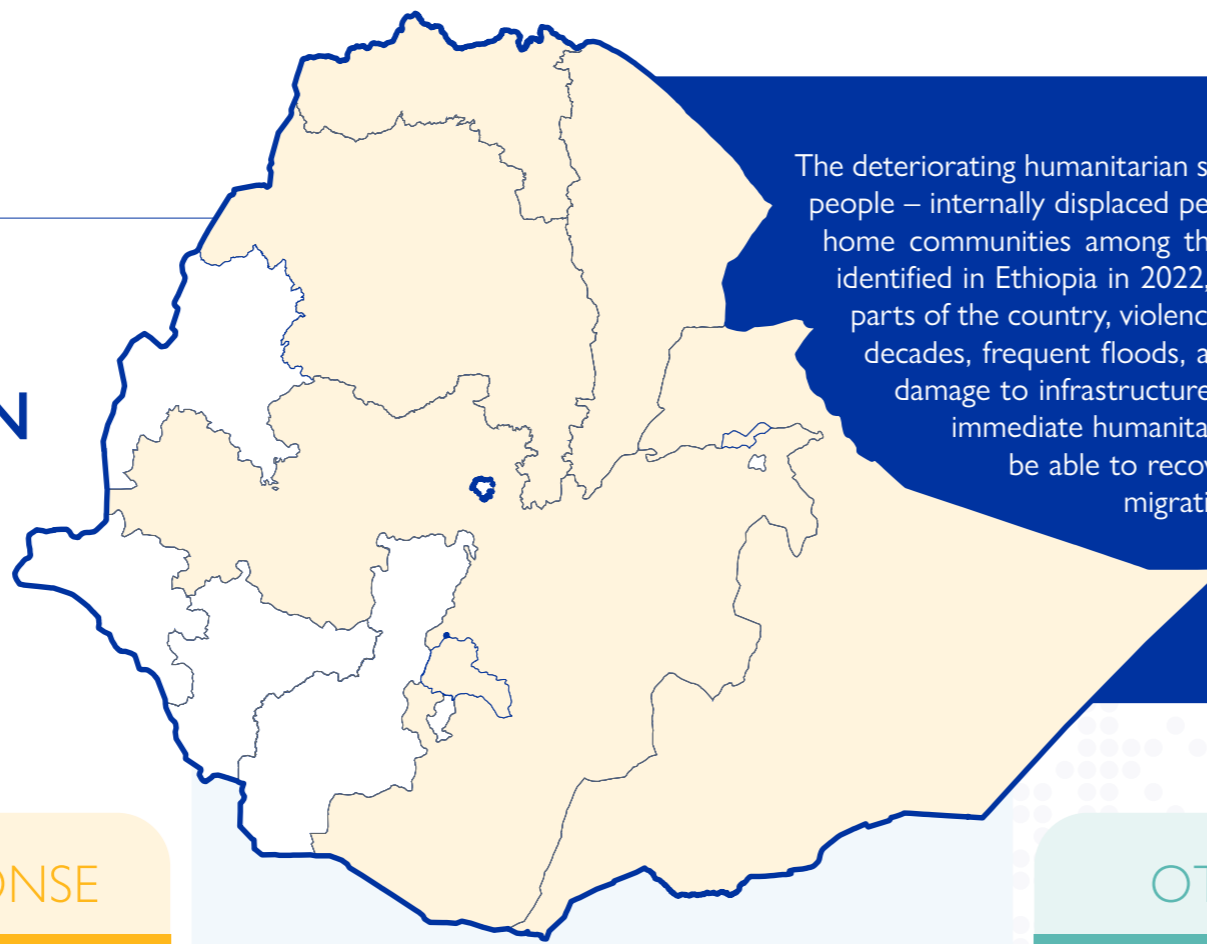 The deteriorating humanitarian s
people – internally displaced pe
home communities among th
identified in Ethiopia in 2022,
parts of the country, violenc
decades, frequent floods, a
damage to infrastructure
immediate humanita
be able to recov
migrati
N
ONSE
OT